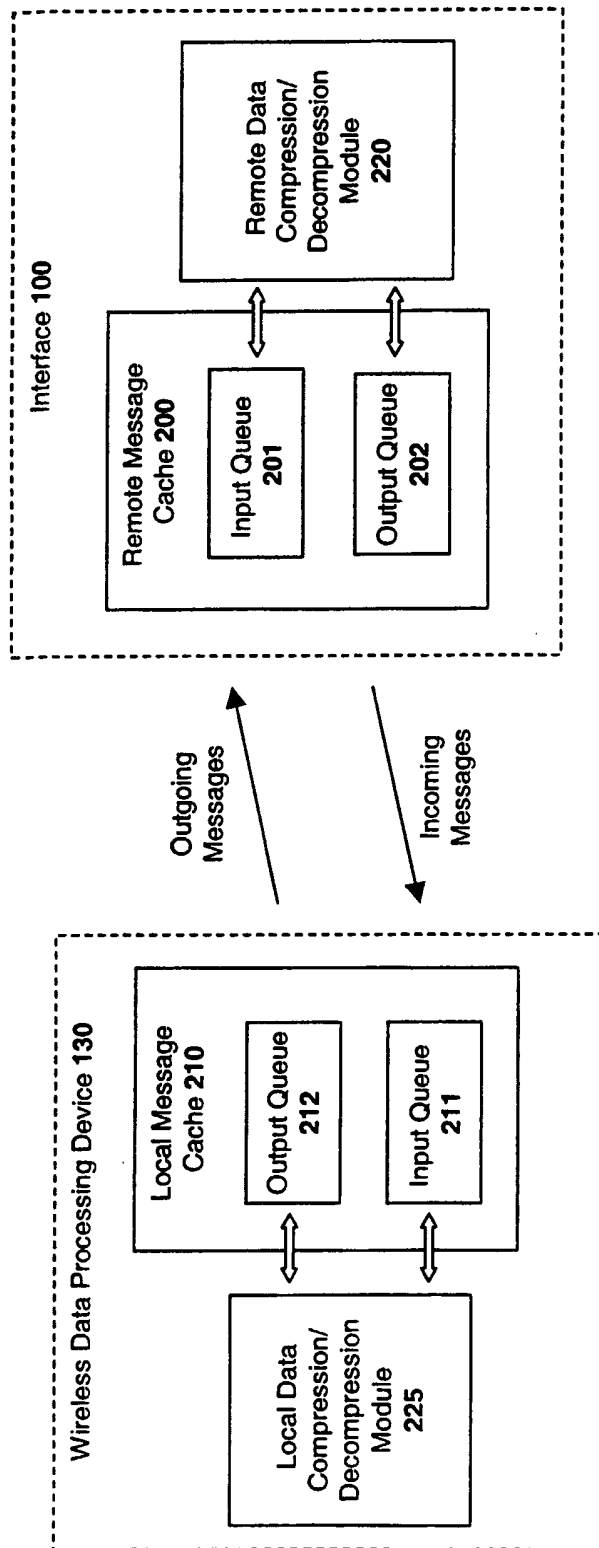 Wireless Data Processing Device 130
Local Data
Compression/
Decompression
Module
225
Local Message
Cache 210
Output Queue
212
Input Queue
211
Outgoing
Messages
Incoming
Messages
Interface 100
Remote Message
Cache 200
Input Queue
201
Output Queue
202
Remote Data
Compression/
Decompression
Module
220